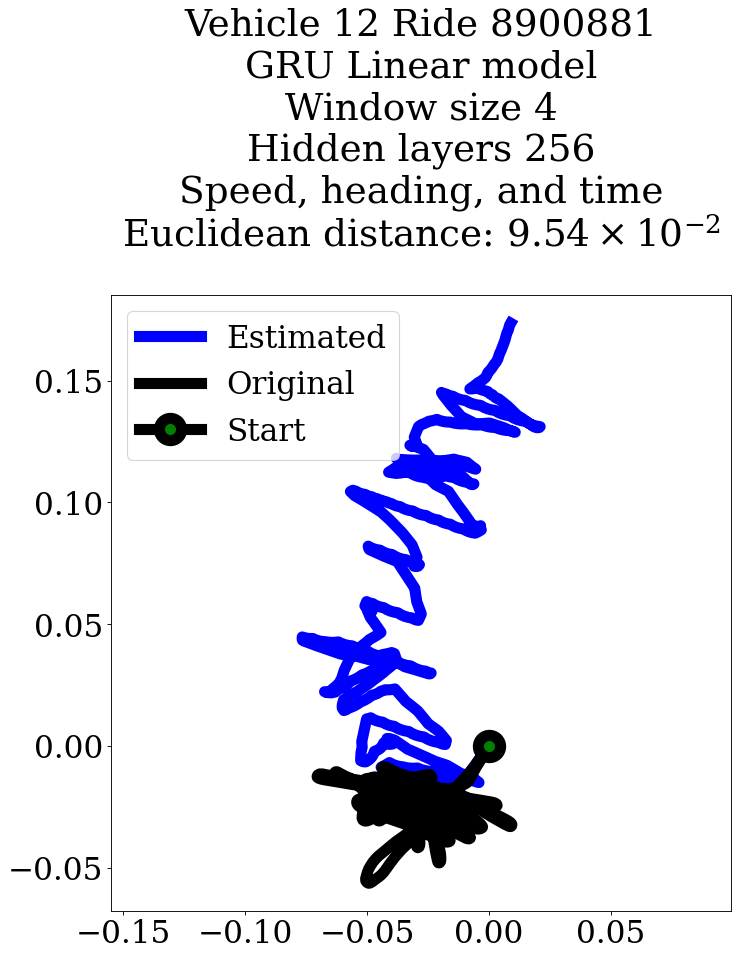 Vehicle 12 Ride 8900881
GRU Linear model
Window size 4
Hidden layers 256
Speed, heading, and time
Euclidean distance: 9.54 × 10⁻²
Estimated
Original
Start
0.15
0.10
0.05
0.00
−0.05
−0.15 −0.10 −0.05 0.00 0.05